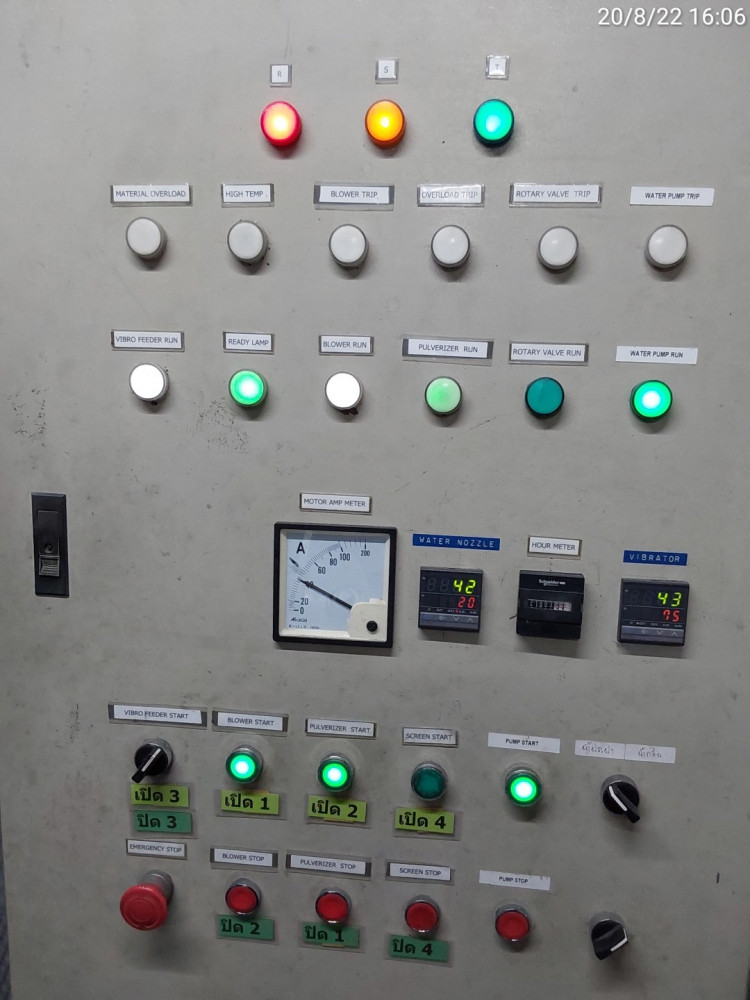 20/8/22 16:06
R
S
T
MATERIAL OVERLOAD
HIGH TEMP
BLOWER TRIP
OVERLOAD TRIP
ROTARY VALVE TRIP
WATER PUMP TRIP
VIBRO FEEDER RUN
READY LAMP
BLOWER RUN
PULVERIZER RUN
ROTARY VALVE RUN
WATER PUMP RUN
MOTOR AMP METER
WATER NOZZLE
HOUR METER
VIBRATOR
A
60
80
100
200
20
0
42
20
Schneider
43
75
VIBRO FEEDER START
BLOWER START
PULVERIZER START
SCREEN START
PUMP START
เปิด 3
เปิด 1
เปิด 2
เปิด 4
ปิด 3
EMERGENCY STOP
BLOWER STOP
PULVERIZER STOP
SCREEN STOP
PUMP STOP
ปิด 2
ปิด 1
ปิด 4